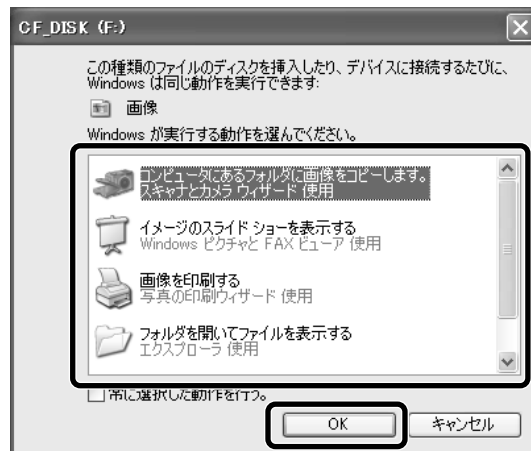 CF_DISK (F:)
この種類のファイルのディスクを挿入したり、デバイスに接続するたびに、
Windows は同じ動作を実行できます:
画像
Windows が実行する動作を選んでください。
コンピュータにあるフォルダに画像をコピーします。
スキャナとカメラ ウィザード 使用
イメージのスライド ショーを表示する
Windows ピクチャと FAX ビューア 使用
画像を印刷する
写真の印刷ウィザード 使用
フォルダを開いてファイルを表示する
エクスプローラ 使用
常に選択した動作を行う。
OK
キャンセル